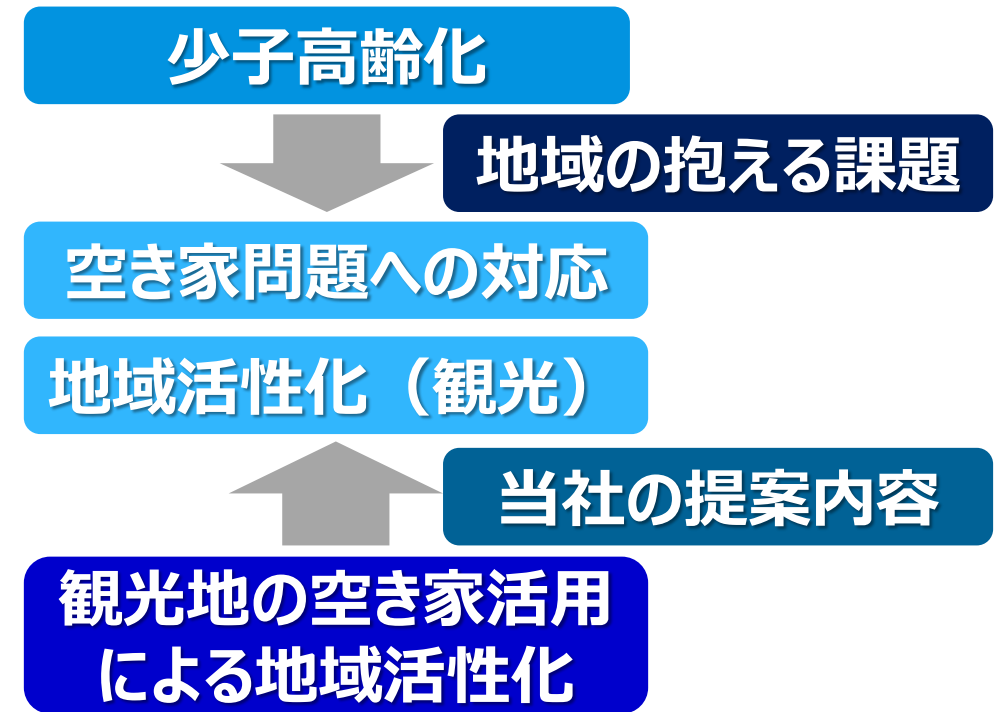 少子高齢化
地域の抱える課題
空き家問題への対応
地域活性化（観光）
当社の提案内容
観光地の空き家活用
による地域活性化